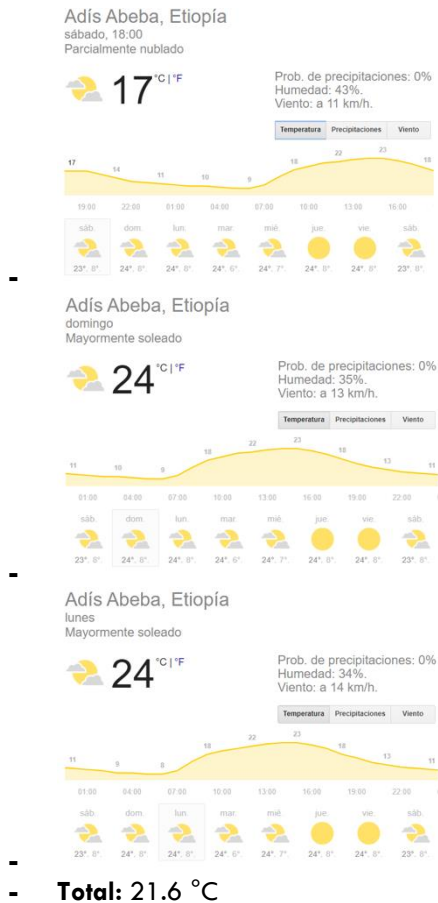 Adís Abeba, Etiopía
sábado, 18:00
Parcialmente nublado
17 °C | °F
Prob. de precipitaciones: 0%
Humedad: 43%.
Viento: a 11 km/h.
Temperatura Precipitaciones Viento
17 14 11 10 9 18 22 23 18
19:00 22:00 01:00 04:00 07:00 10:00 13:00 16:00
sáb. dom. lun. mar. mié. jue. vie. sáb.
23°. 8°. 24°. 8°. 24°. 8°. 24°. 6°. 24°. 7°. 24°. 8°. 24°. 8°. 23°. 8°.
-
Adís Abeba, Etiopía
domingo
Mayormente soleado
24 °C | °F
Prob. de precipitaciones: 0%
Humedad: 35%.
Viento: a 13 km/h.
Temperatura Precipitaciones Viento
11 10 9 18 22 23 18 13 11
01:00 04:00 07:00 10:00 13:00 16:00 19:00 22:00
sáb. dom. lun. mar. mié. jue. vie. sáb.
23°. 8°. 24°. 8°. 24°. 8°. 24°. 6°. 24°. 7°. 24°. 8°. 24°. 8°. 23°. 8°.
-
Adís Abeba, Etiopía
lunes
Mayormente soleado
24 °C | °F
Prob. de precipitaciones: 0%
Humedad: 34%.
Viento: a 14 km/h.
Temperatura Precipitaciones Viento
11 9 8 18 22 23 18 13 11
01:00 04:00 07:00 10:00 13:00 16:00 19:00 22:00
sáb. dom. lun. mar. mié. jue. vie. sáb.
23°. 8°. 24°. 8°. 24°. 8°. 24°. 6°. 24°. 7°. 24°. 8°. 24°. 8°. 23°. 8°.
-
- Total: 21.6 °C